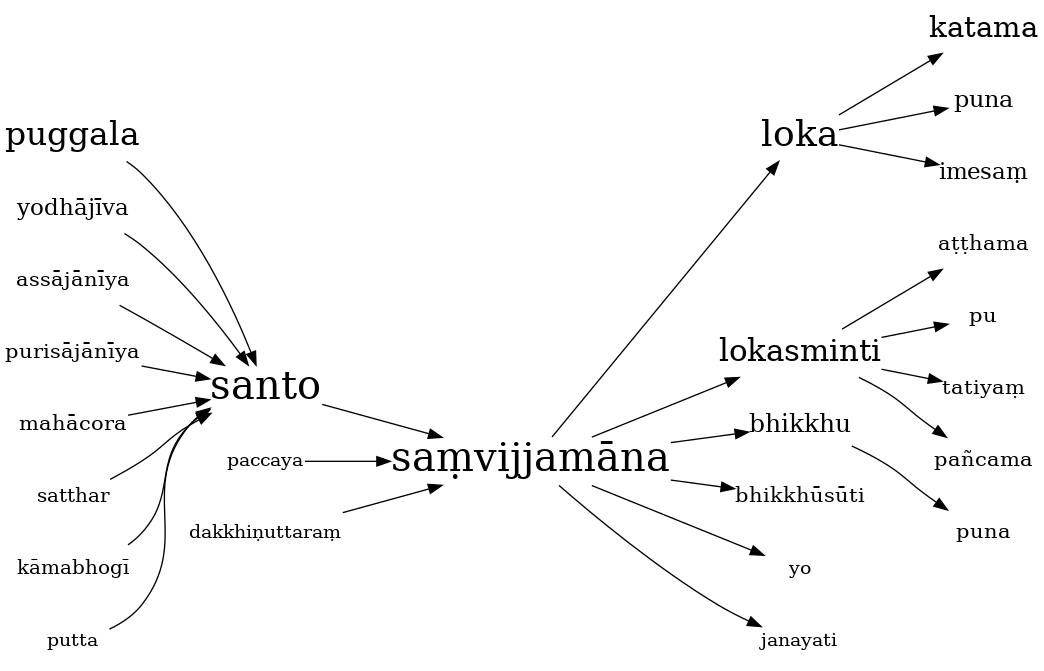 puggala
yodhājīva
assājānīya
purisājānīya
mahācora
satthar
kāmabhogī
putta
santo
paccaya
dakkhiṇuttaraṃ
saṃvijjamāna
loka
lokasminti
bhikkhu
bhikkhūsūti
yo
janayati
katama
puna
imesaṃ
aṭṭhama
pu
tatiyaṃ
pañcama
puna